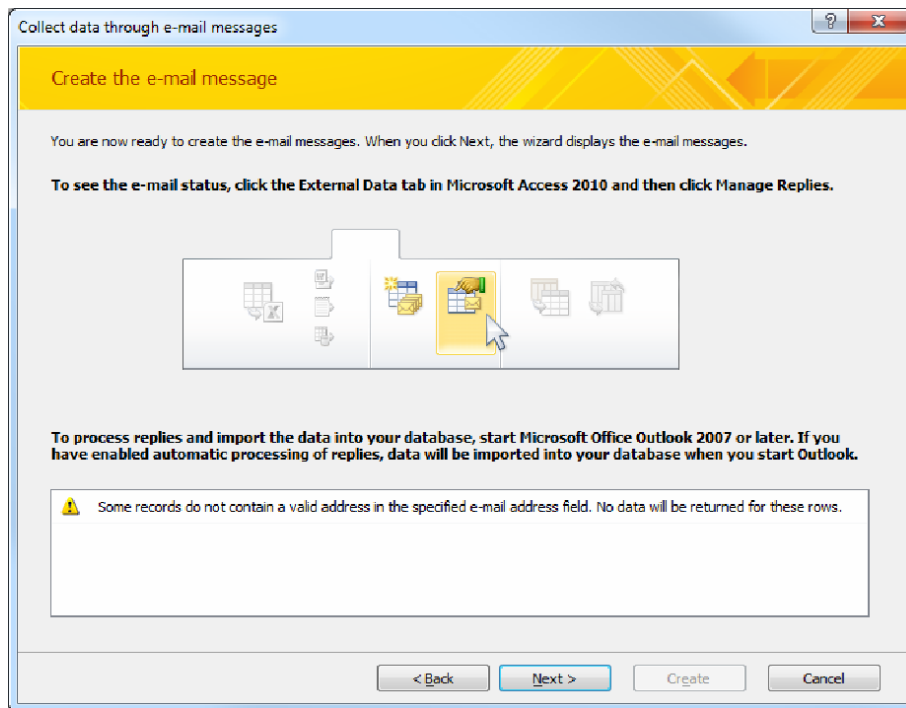 Collect data through e-mail messages
Create the e-mail message
You are now ready to create the e-mail messages. When you click Next, the wizard displays the e-mail messages.
To see the e-mail status, click the External Data tab in Microsoft Access 2010 and then click Manage Replies.
To process replies and import the data into your database, start Microsoft Office Outlook 2007 or later. If you
have enabled automatic processing of replies, data will be imported into your database when you start Outlook.
Some records do not contain a valid address in the specified e-mail address field. No data will be returned for these rows.
< Back Next > Create Cancel